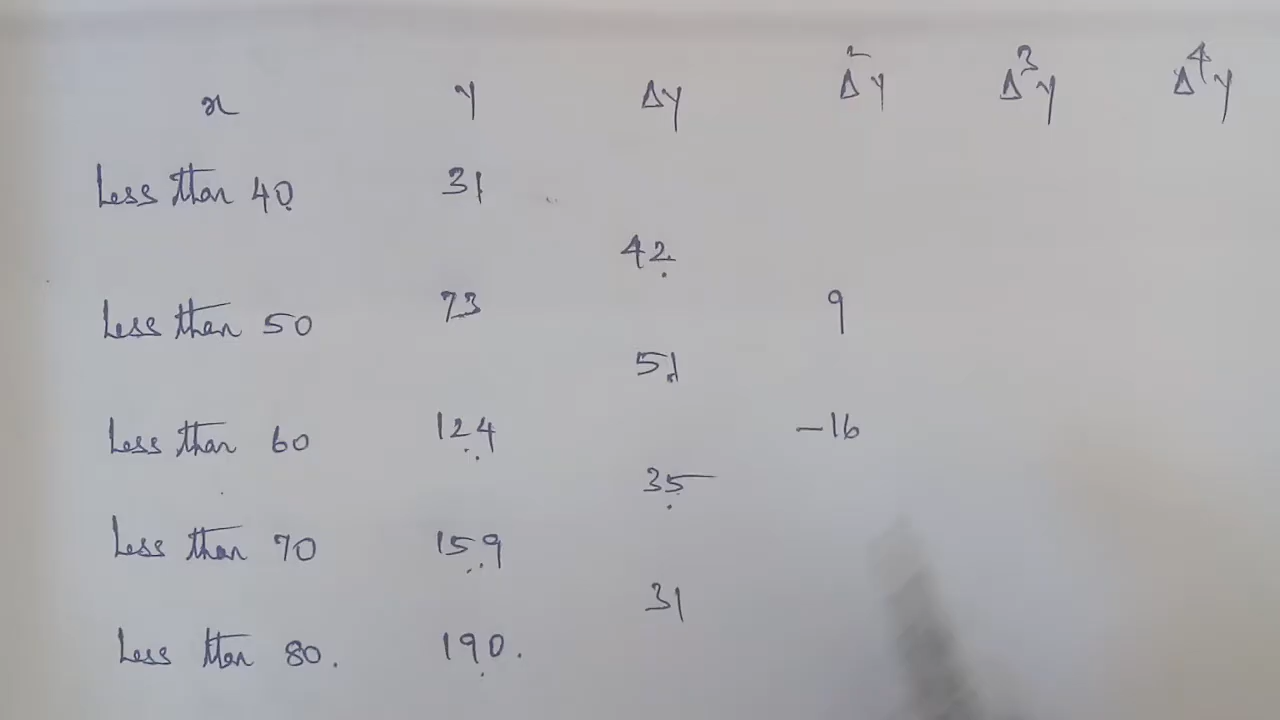 x y Δy Δ²y Δ³y Δ⁴y
Less than 40 31
42
Less than 50 73 9
51
Less than 60 124 -16
35
Less than 70 159
31
Less than 80. 190.